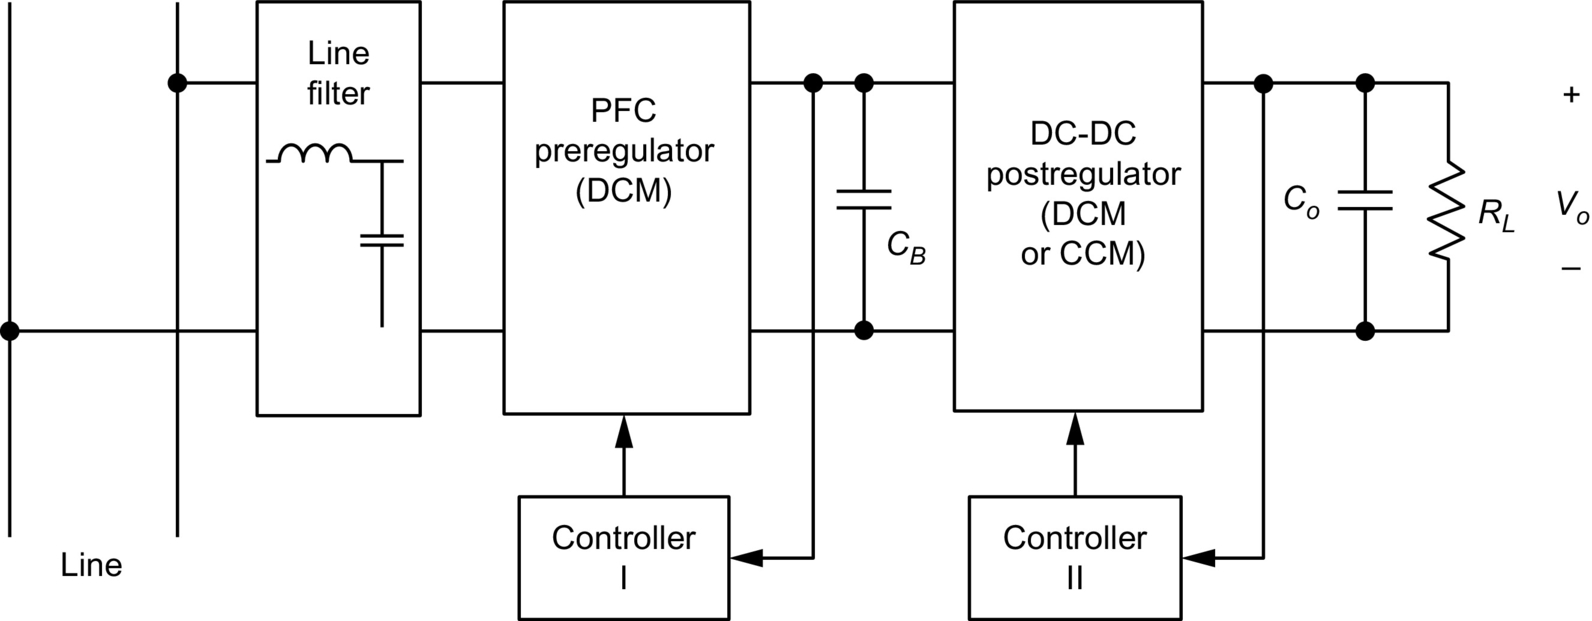 Line
filter
PFC
preregulator
(DCM)
C_B
DC-DC
postregulator
(DCM
or CCM)
C_o
R_L
+
V_o
–
Controller
I
Controller
II
Line